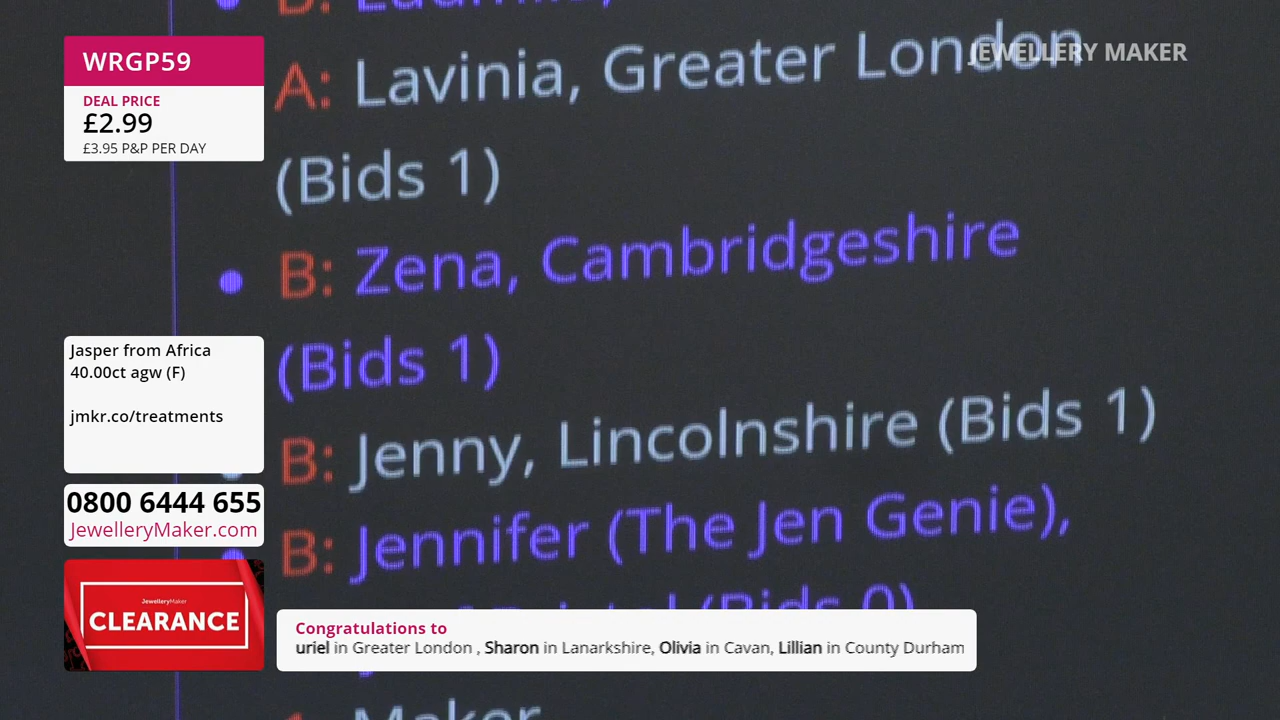 A: Lavinia, Greater London
(Bids 1)
B: Zena, Cambridgeshire
(Bids 1)
B: Jenny, Lincolnshire (Bids 1)
B: Jennifer (The Jen Genie),
(Bids 0)
Maker
JEWELLERY MAKER
WRGP59
DEAL PRICE
£2.99
£3.95 P&P PER DAY
Jasper from Africa
40.00ct agw (F)
jmkr.co/treatments
0800 6444 655
JewelleryMaker.com
JewelleryMaker
CLEARANCE
Congratulations to
uriel in Greater London , Sharon in Lanarkshire, Olivia in Cavan, Lillian in County Durham